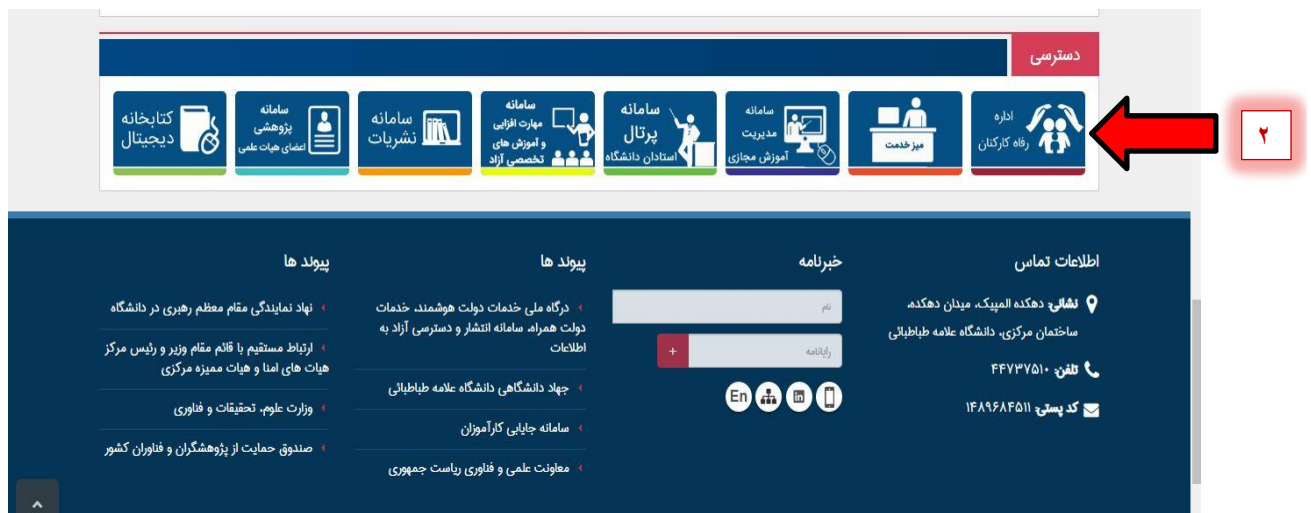 دسترسی
۲
اداره
رفاه کارکنان
میز خدمت
سامانه
مدیریت
آموزش مجازی
سامانه
پرتال
استادان دانشگاه
سامانه
مهارت افزایی
و آموزش های
تخصصی آزاد
سامانه
نشریات
سامانه
پژوهشی
اعضای هیات علمی
کتابخانه
دیجیتال
اطلاعات تماس
نشانی: دهکده المپیک، میدان دهکده،
ساختمان مرکزی، دانشگاه علامه طباطبائی
تلفن: ۴۴۷۳۷۵۱۰
کد پستی: ۱۴۸۹۶۸۴۵۱۱
خبرنامه
نام
رایانامه
+
En
پیوند ها
درگاه ملی خدمات دولت هوشمند، خدمات
دولت همراه، سامانه انتشار و دسترسی آزاد به
اطلاعات
جهاد دانشگاهی دانشگاه علامه طباطبائی
سامانه جایابی کارآموزان
معاونت علمی و فناوری ریاست جمهوری
پیوند ها
نهاد نمایندگی مقام معظم رهبری در دانشگاه
ارتباط مستقیم با قائم مقام وزیر و رئیس مرکز
هیات های امنا و هیات ممیزه مرکزی
وزارت علوم، تحقیقات و فناوری
صندوق حمایت از پژوهشگران و فناوران کشور